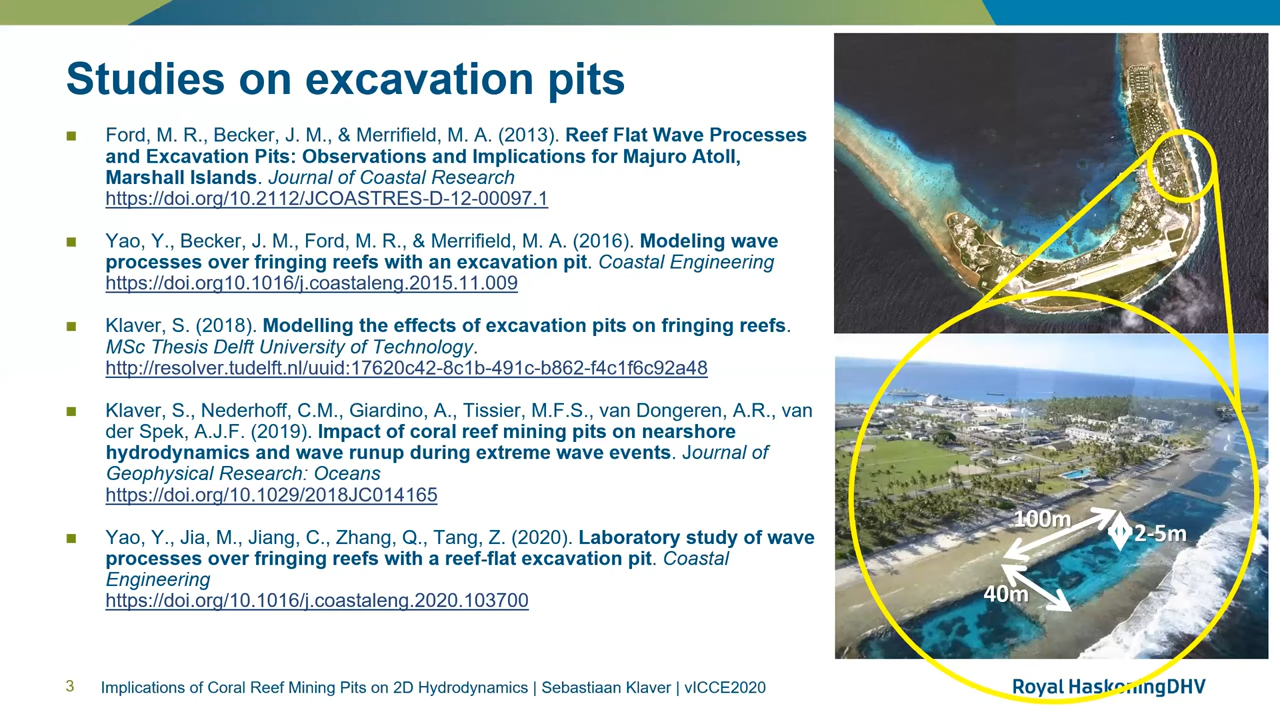 Studies on excavation pits
Ford, M. R., Becker, J. M., & Merrifield, M. A. (2013). Reef Flat Wave Processes
and Excavation Pits: Observations and Implications for Majuro Atoll,
Marshall Islands. Journal of Coastal Research
https://doi.org/10.2112/JCOASTRES-D-12-00097.1
Yao, Y., Becker, J. M., Ford, M. R., & Merrifield, M. A. (2016). Modeling wave
processes over fringing reefs with an excavation pit. Coastal Engineering
https://doi.org10.1016/j.coastaleng.2015.11.009
Klaver, S. (2018). Modelling the effects of excavation pits on fringing reefs.
MSc Thesis Delft University of Technology.
http://resolver.tudelft.nl/uuid:17620c42-8c1b-491c-b862-f4c1f6c92a48
Klaver, S., Nederhoff, C.M., Giardino, A., Tissier, M.F.S., van Dongeren, A.R., van
der Spek, A.J.F. (2019). Impact of coral reef mining pits on nearshore
hydrodynamics and wave runup during extreme wave events. Journal of
Geophysical Research: Oceans
https://doi.org/10.1029/2018JC014165
Yao, Y., Jia, M., Jiang, C., Zhang, Q., Tang, Z. (2020). Laboratory study of wave
processes over fringing reefs with a reef-flat excavation pit. Coastal
Engineering
https://doi.org/10.1016/j.coastaleng.2020.103700
100m
2-5m
40m
3 Implications of Coral Reef Mining Pits on 2D Hydrodynamics | Sebastiaan Klaver | vICCE2020
Royal HaskoningDHV